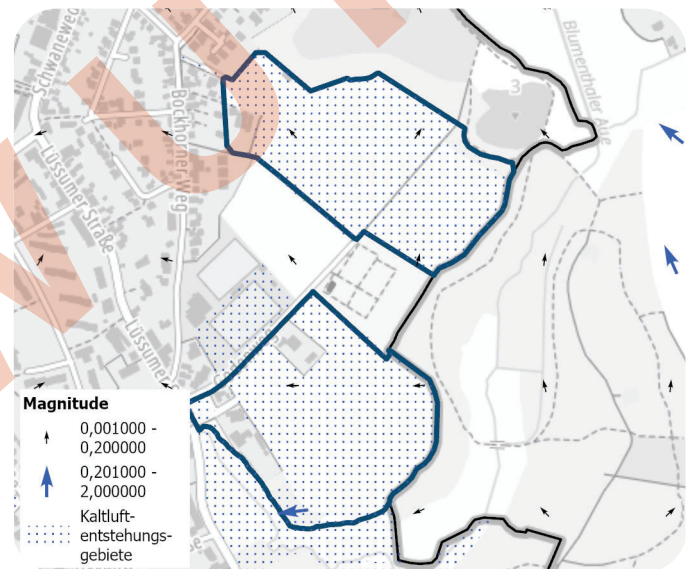 Schwaneweg
Bockhorner Weg
Lüssumer Straße
Lüssumer
Blumenthaler Aue
3
Magnitude
0,001000 -
0,200000
0,201000 -
2,000000
Kaltluft-
entstehungs-
gebiete